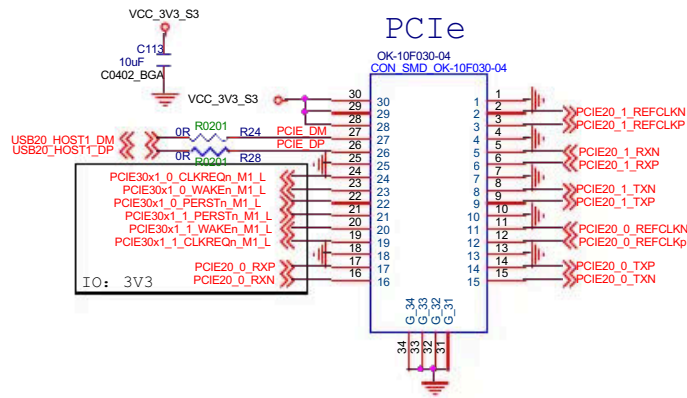 VCC_3V3_S3
PCIe
C113
10uF
C0402_BGA
OK-10F030-04
CON_SMD_OK-10F030-04
VCC_3V3_S3
30 30 1 1
29 29 2 2 PCIE20_1_REFCLKN
28 28 3 3 PCIE20_1_REFCLKP
USB20_HOST1_DM 0R R0201 R24 PCIE_DM 27 27 4 4
USB20_HOST1_DP 0R R0201 R28 PCIE_DP 26 26 5 5 PCIE20_1_RXN
25 25 6 6 PCIE20_1_RXP
PCIE30x1_0_CLKREQn_M1_L 24 24 7 7
PCIE30x1_0_WAKEn_M1_L 23 23 8 8 PCIE20_1_TXN
PCIE30x1_0_PERSTn_M1_L 22 22 9 9 PCIE20_1_TXP
PCIE30x1_1_PERSTn_M1_L 21 21 10 10
PCIE30x1_1_WAKEn_M1_L 20 20 11 11 PCIE20_0_REFCLKN
PCIE30x1_1_CLKREQn_M1_L 19 19 12 12 PCIE20_0_REFCLKp
18 18 13 13
PCIE20_0_RXP 17 17 14 14 PCIE20_0_TXP
PCIE20_0_RXN 16 16 15 15 PCIE20_0_TXN
IO: 3V3
G_34 G_33 G_32 G_31
34 33 32 31